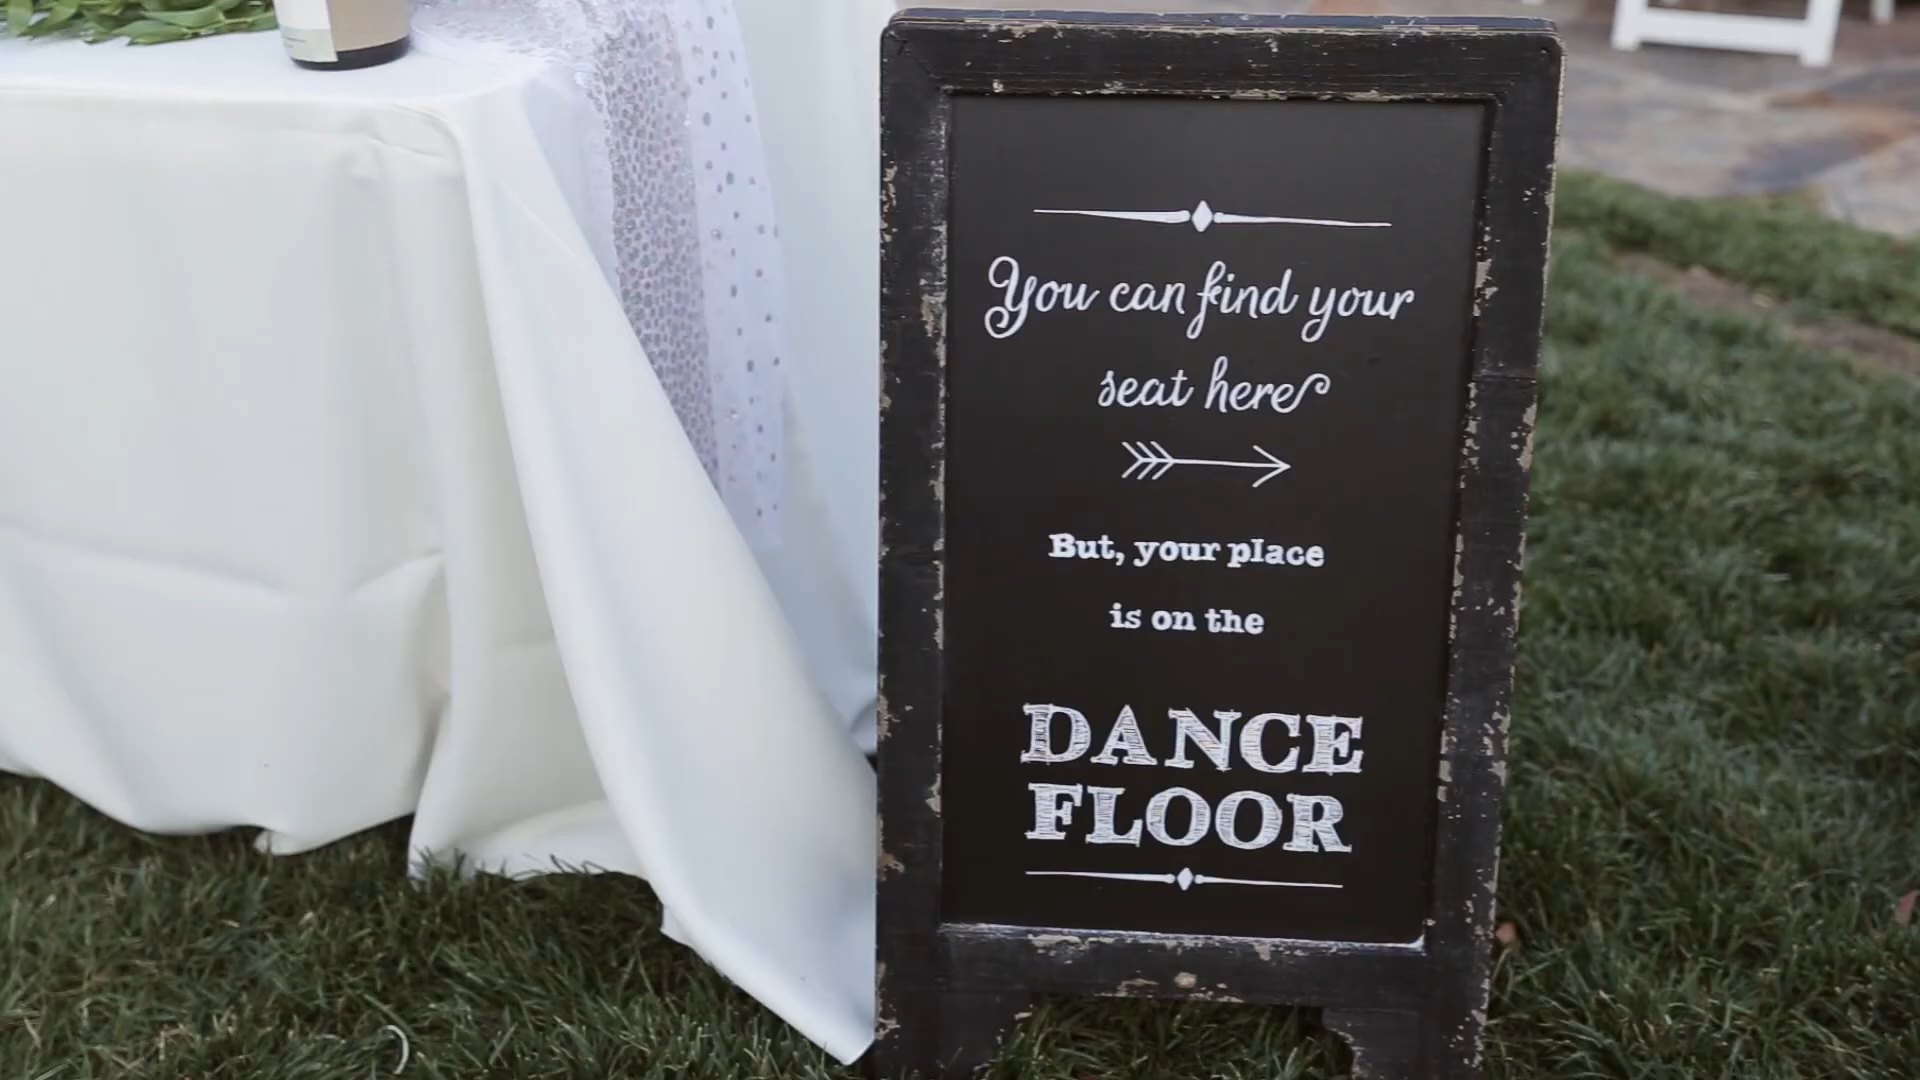 You can find your
seat here
But, your place
is on the
DANCE
FLOOR